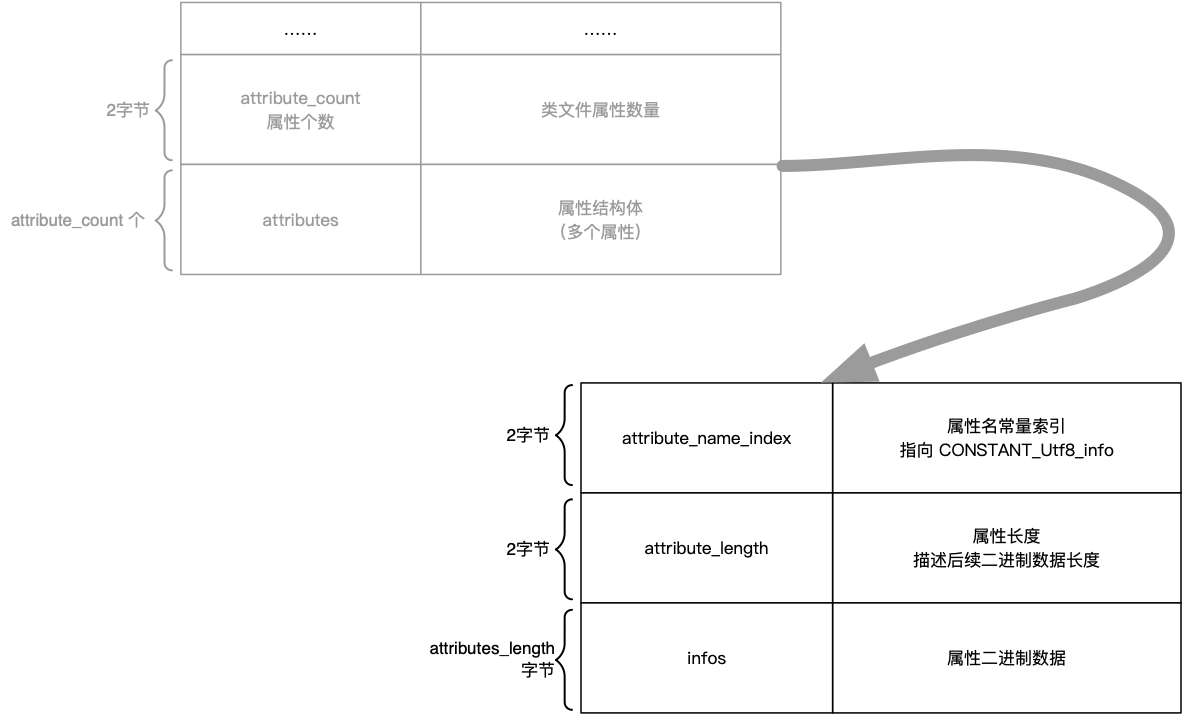 ...... ......
2字节
attribute_count
属性个数
类文件属性数量
attribute_count 个
attributes
属性结构体
（多个属性）
2字节
attribute_name_index
属性名常量索引
指向 CONSTANT_Utf8_info
2字节
attribute_length
属性长度
描述后续二进制数据长度
attributes_length
字节
infos
属性二进制数据